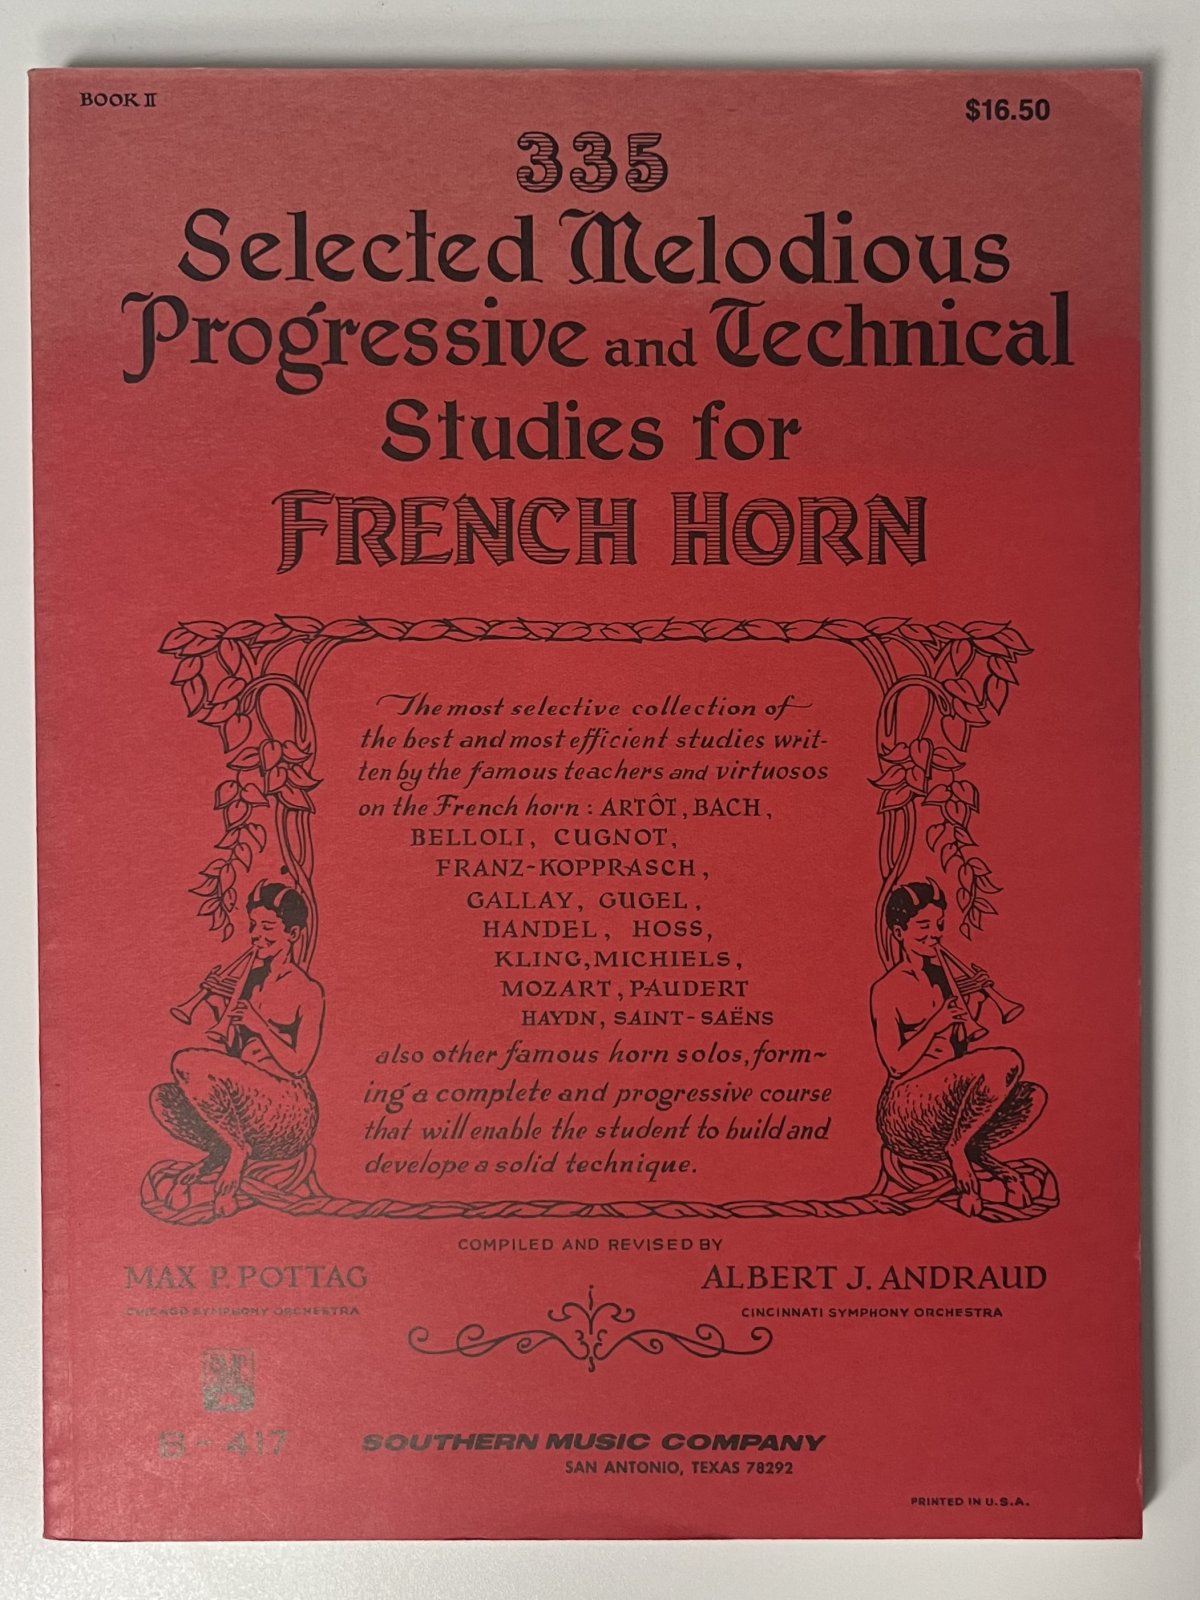 BOOK II
$16.50
335
Selected Melodious
Progressive and Technical
Studies for
FRENCH HORN
The most selective collection of
the best and most efficient studies writ-
ten by the famous teachers and virtuosos
on the French horn : ARTÔT, BACH,
BELLOLI, CUGNOT,
FRANZ-KOPPRASCH,
GALLAY, GUGEL,
HANDEL, HOSS,
KLING, MICHIELS,
MOZART, PAUDERT
HAYDN, SAINT-SAËNS
also other famous horn solos, form~
ing a complete and progressive course
that will enable the student to build and
develope a solid technique.
COMPILED AND REVISED BY
MAX P. POTTAG
CHICAGO SYMPHONY ORCHESTRA
ALBERT J. ANDRAUD
CINCINNATI SYMPHONY ORCHESTRA
B-417
SOUTHERN MUSIC COMPANY
SAN ANTONIO, TEXAS 78292
PRINTED IN U.S.A.